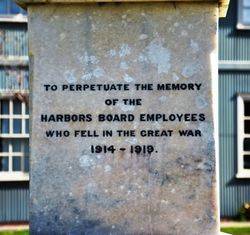 TO PERPETUATE THE MEMORY
OF THE
HARBORS BOARD EMPLOYEES
WHO FELL IN THE GREAT WAR
1914 - 1919.